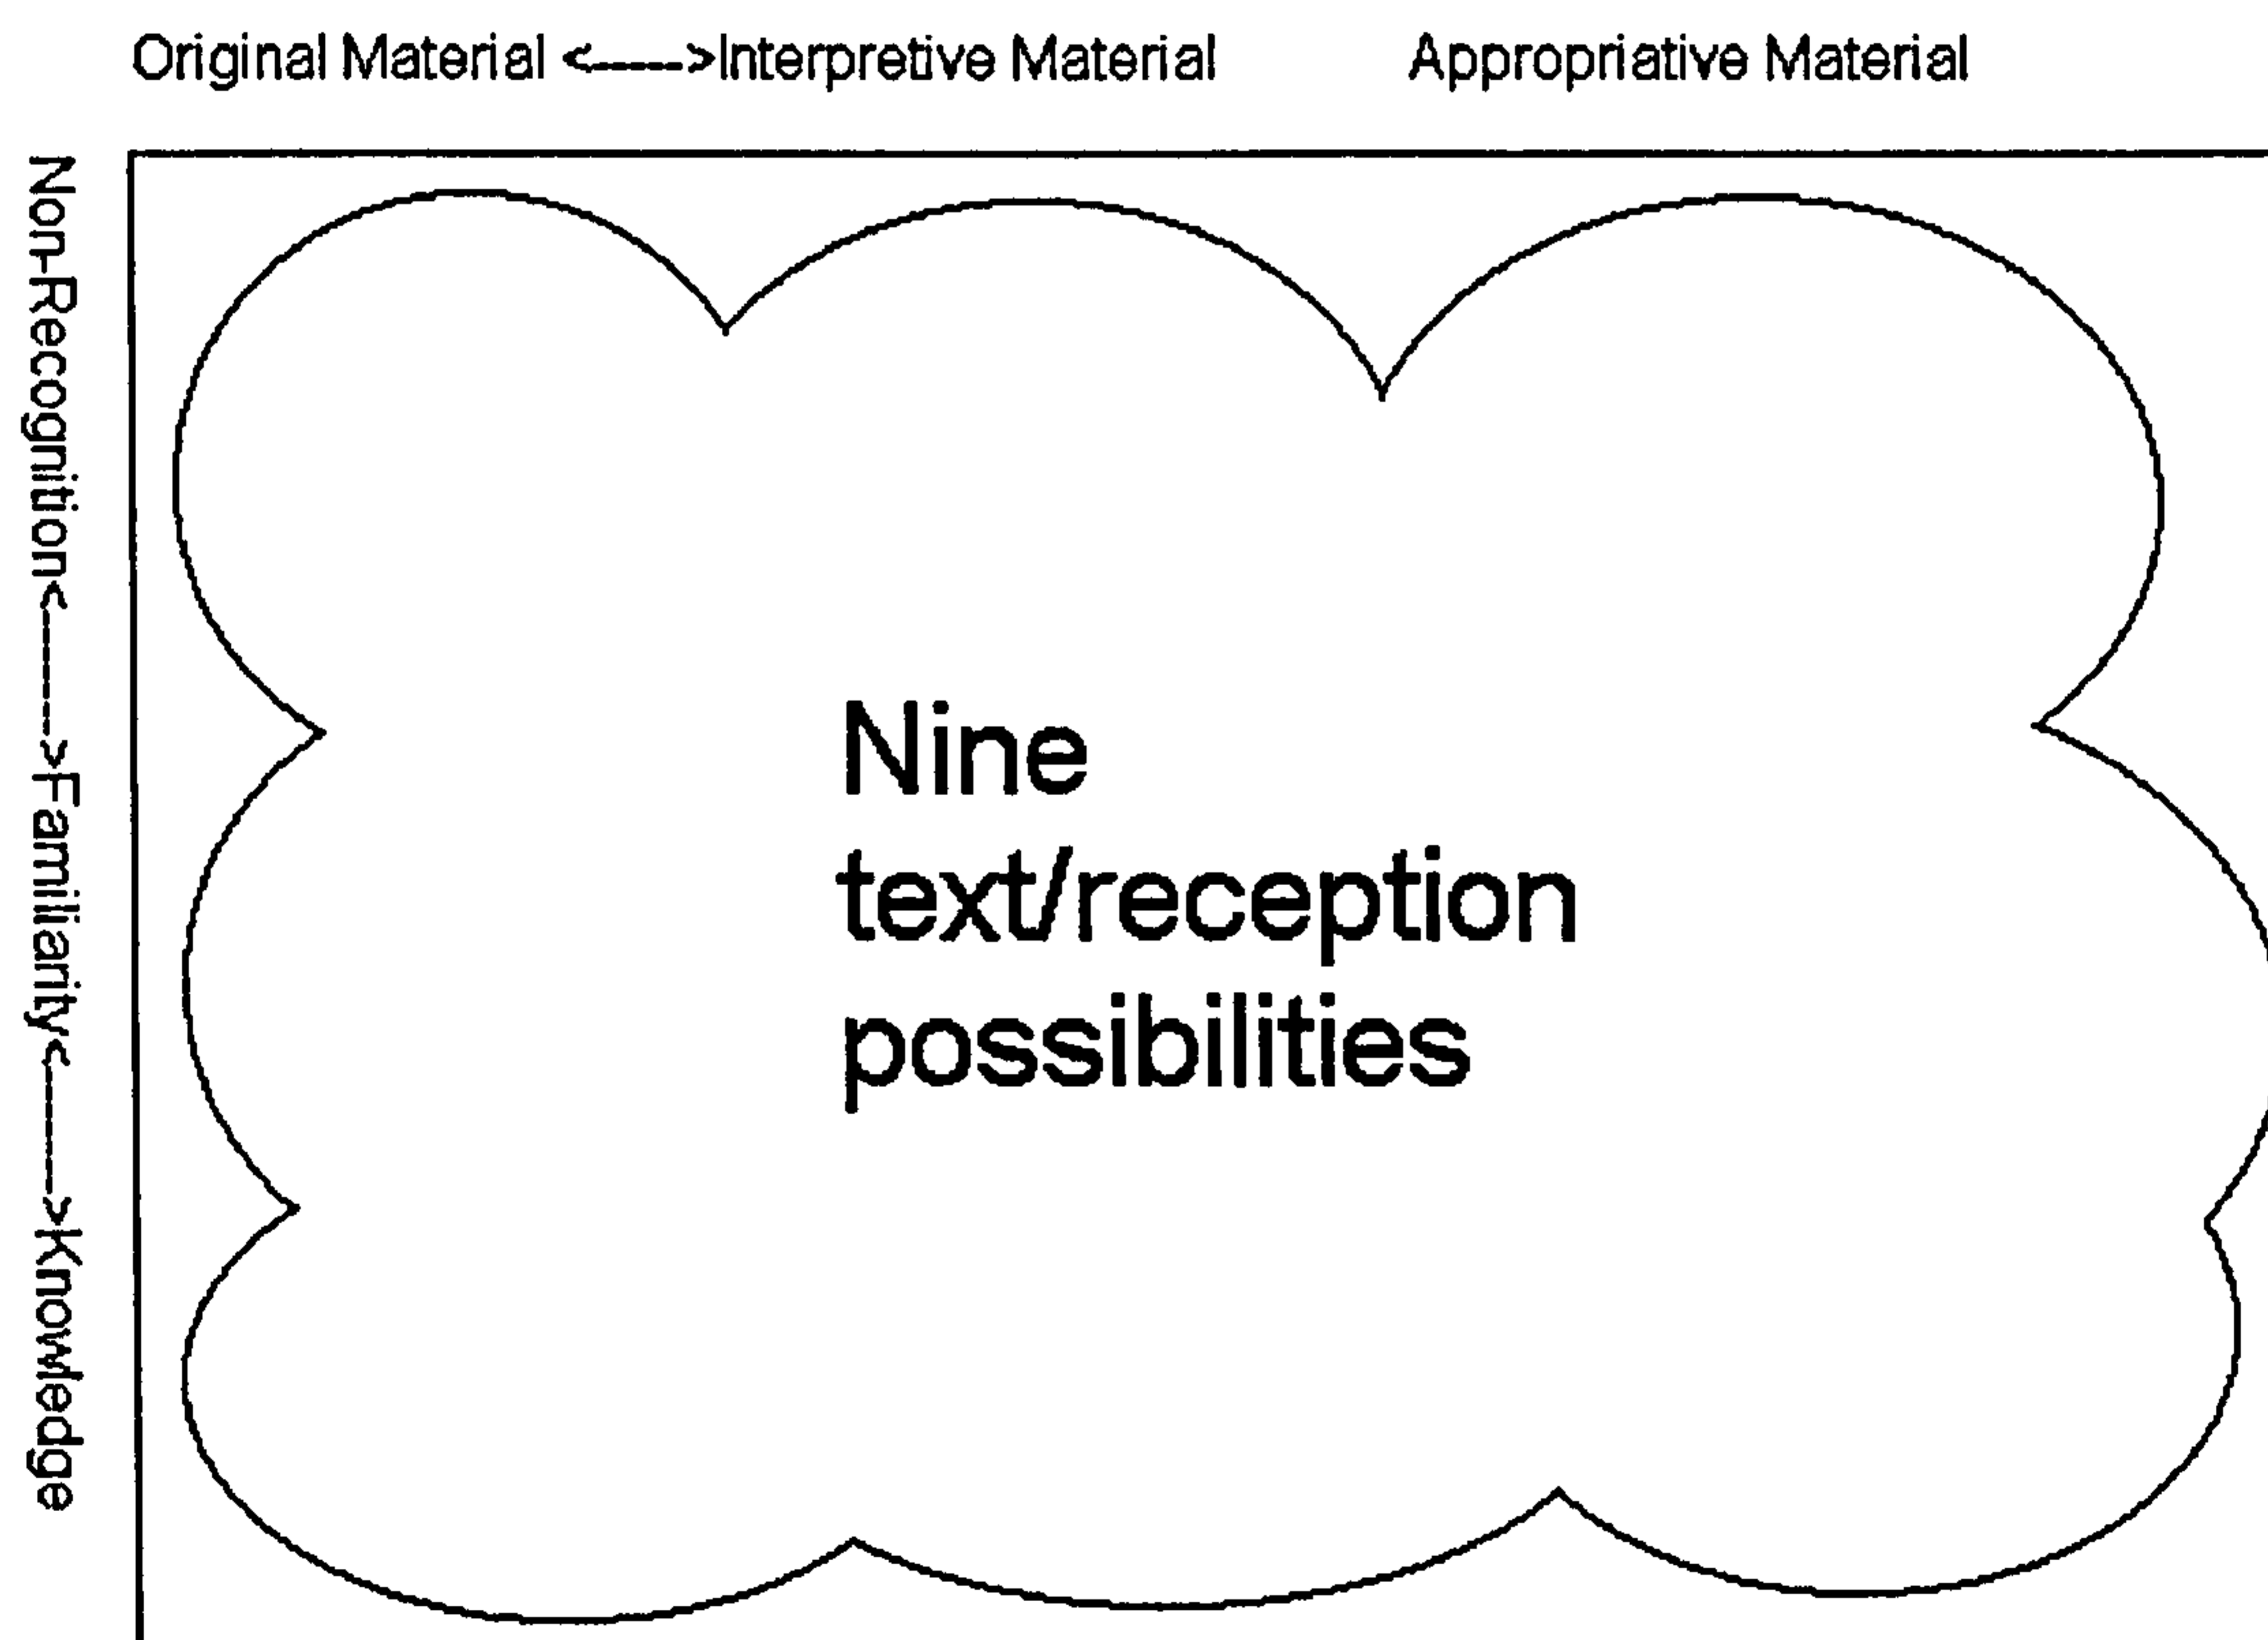 Original Material <----->Interpretive Material Appropriative Material
Non-Recognition<------>Familiarity<------>Knowledge
Nine
text/reception
possibilities